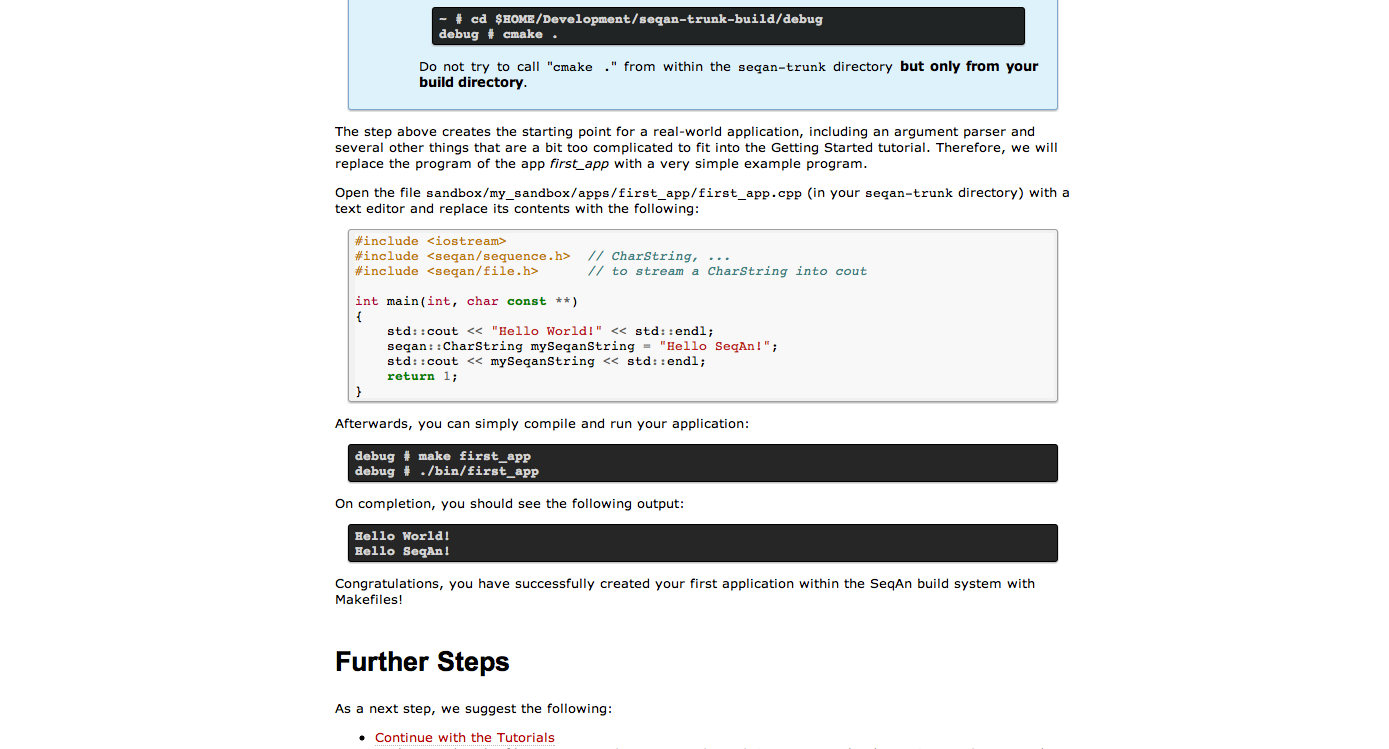 ~ # cd $HOME/Development/seqan-trunk-build/debug
debug # cmake .
Do not try to call "cmake ." from within the seqan-trunk directory but only from your
build directory.
The step above creates the starting point for a real-world application, including an argument parser and
several other things that are a bit too complicated to fit into the Getting Started tutorial. Therefore, we will
replace the program of the app first_app with a very simple example program.
Open the file sandbox/my_sandbox/apps/first_app/first_app.cpp (in your seqan-trunk directory) with a
text editor and replace its contents with the following:
#include <iostream>
#include <seqan/sequence.h>  // CharString, ...
#include <seqan/file.h>      // to stream a CharString into cout
int main(int, char const **)
{
    std::cout << "Hello World!" << std::endl;
    seqan::CharString mySeqanString = "Hello SeqAn!";
    std::cout << mySeqanString << std::endl;
    return 1;
}
Afterwards, you can simply compile and run your application:
debug # make first_app
debug # ./bin/first_app
On completion, you should see the following output:
Hello World!
Hello SeqAn!
Congratulations, you have successfully created your first application within the SeqAn build system with
Makefiles!
Further Steps
As a next step, we suggest the following:
• Continue with the Tutorials